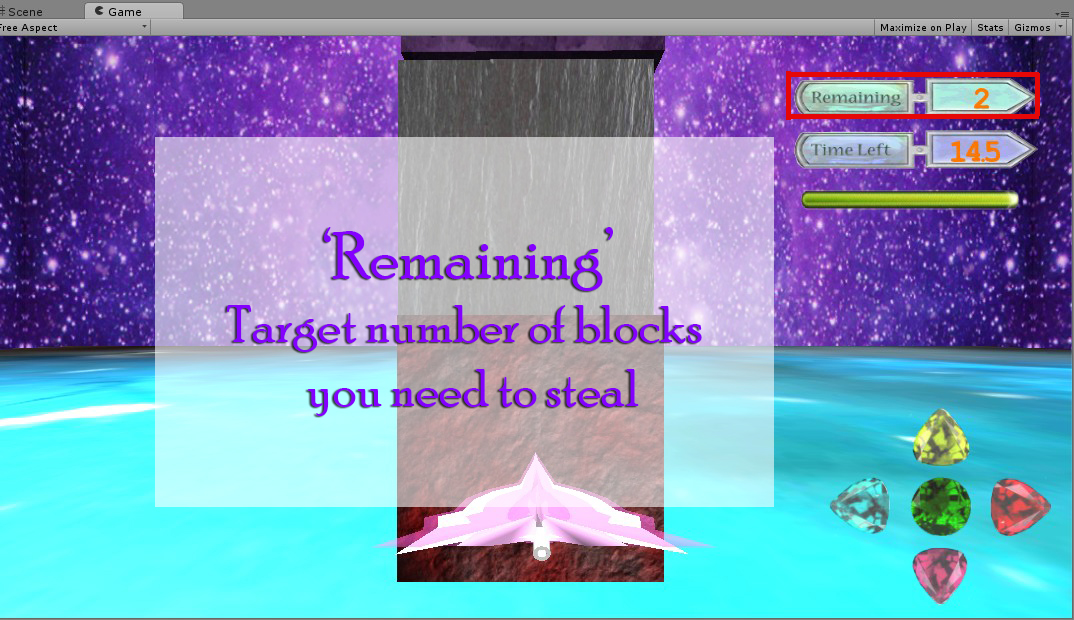 Scene
Game
Free Aspect
Maximize on Play
Stats
Gizmos
Remaining
2
Time Left
14.5
‘Remaining’
Target number of blocks
you need to steal